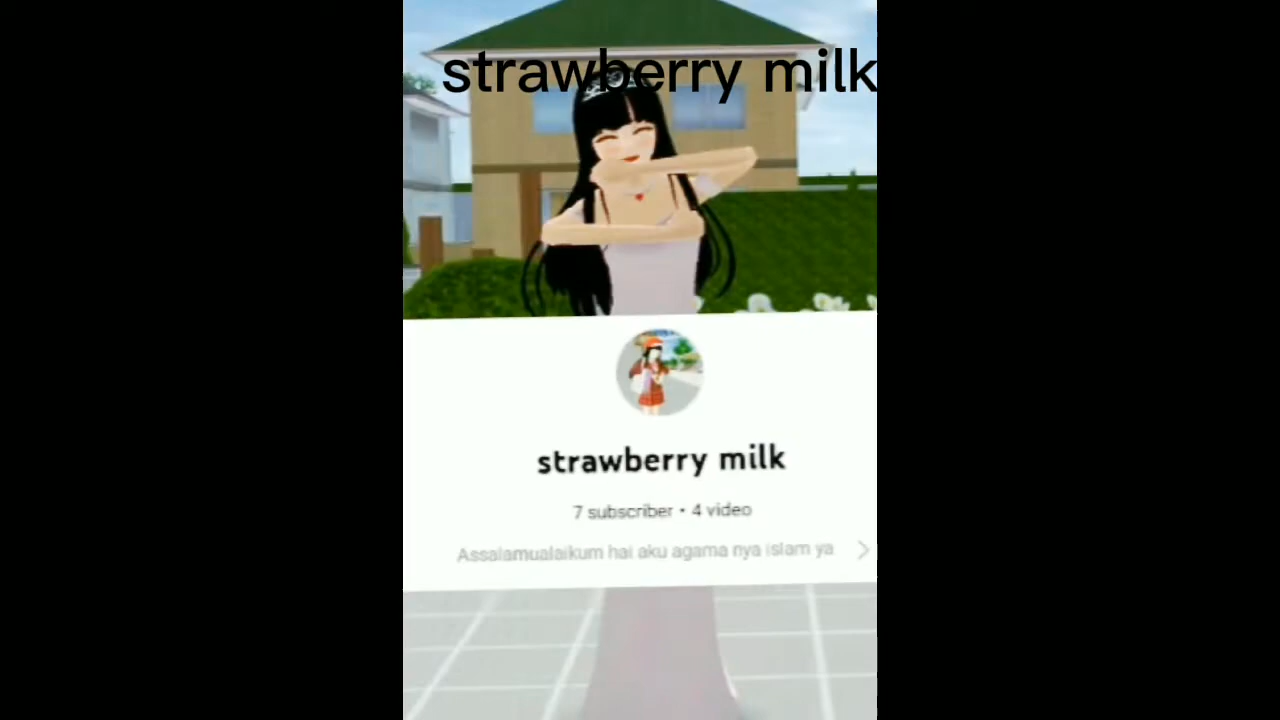 strawberry milk
strawberry milk
7 subscriber • 4 video
Assalamualaikum hai aku agama nya islam ya